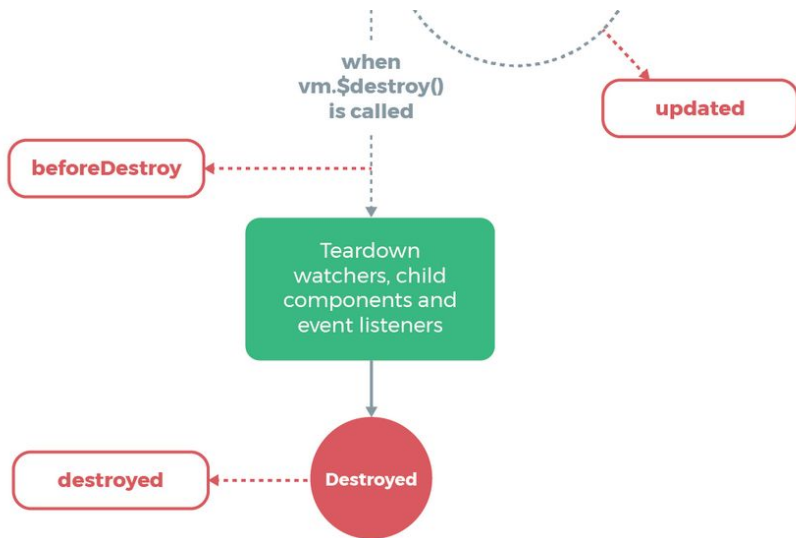 when
vm.$destroy()
is called
updated
beforeDestroy
Teardown
watchers, child
components and
event listeners
destroyed
Destroyed